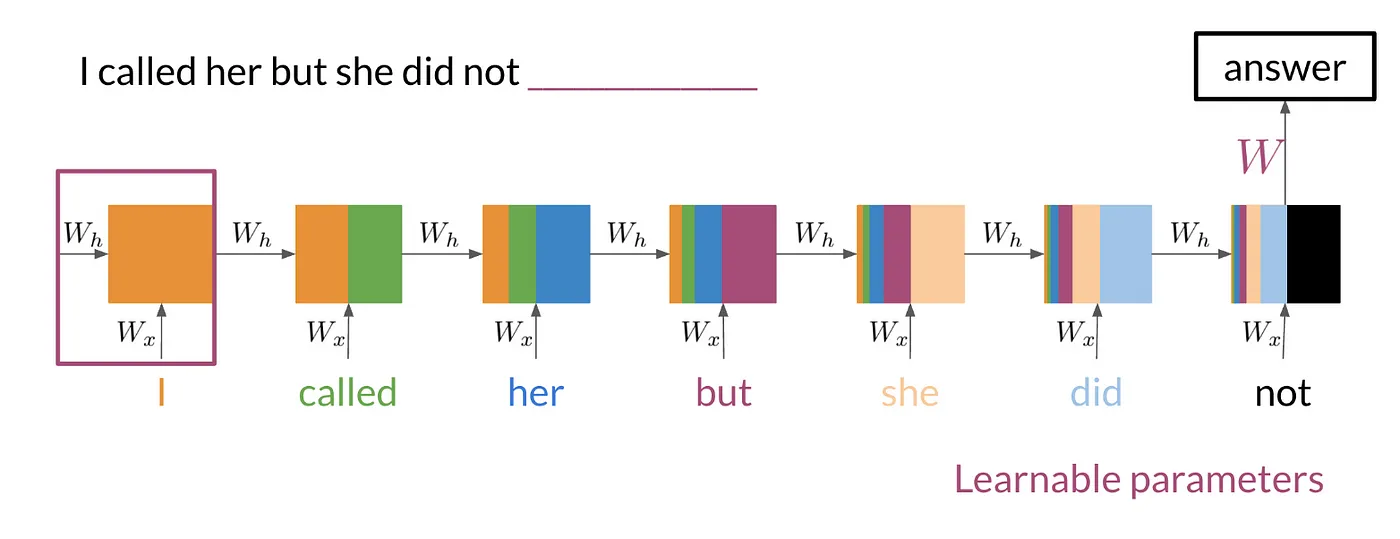 I called her but she did not _____________
answer
W
W_h W_h W_h W_h W_h W_h W_h
W_x W_x W_x W_x W_x W_x W_x
I called her but she did not
Learnable parameters